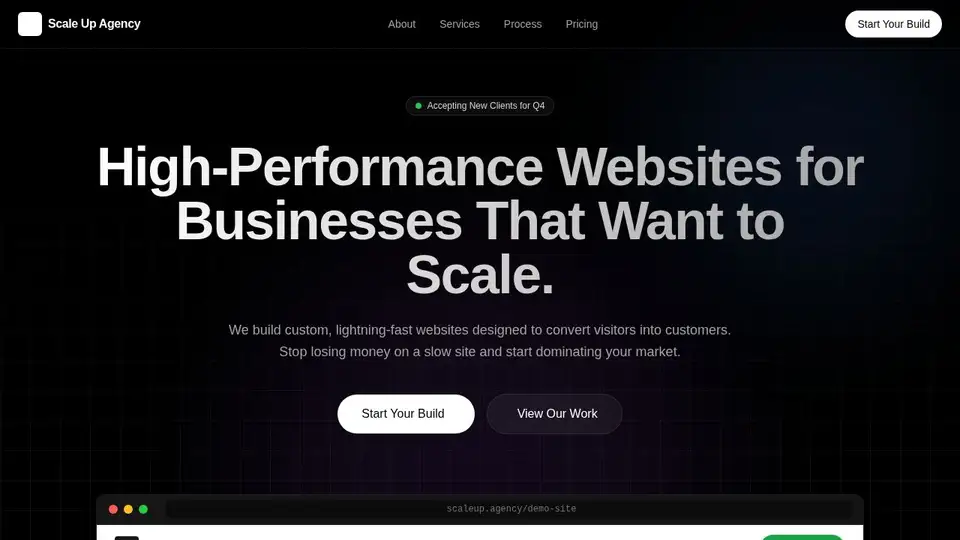 Scale Up Agency
About
Services
Process
Pricing
Start Your Build
Accepting New Clients for Q4
High-Performance Websites for
Businesses That Want to
Scale.
We build custom, lightning-fast websites designed to convert visitors into customers.
Stop losing money on a slow site and start dominating your market.
Start Your Build
View Our Work
scaleup.agency/demo-site